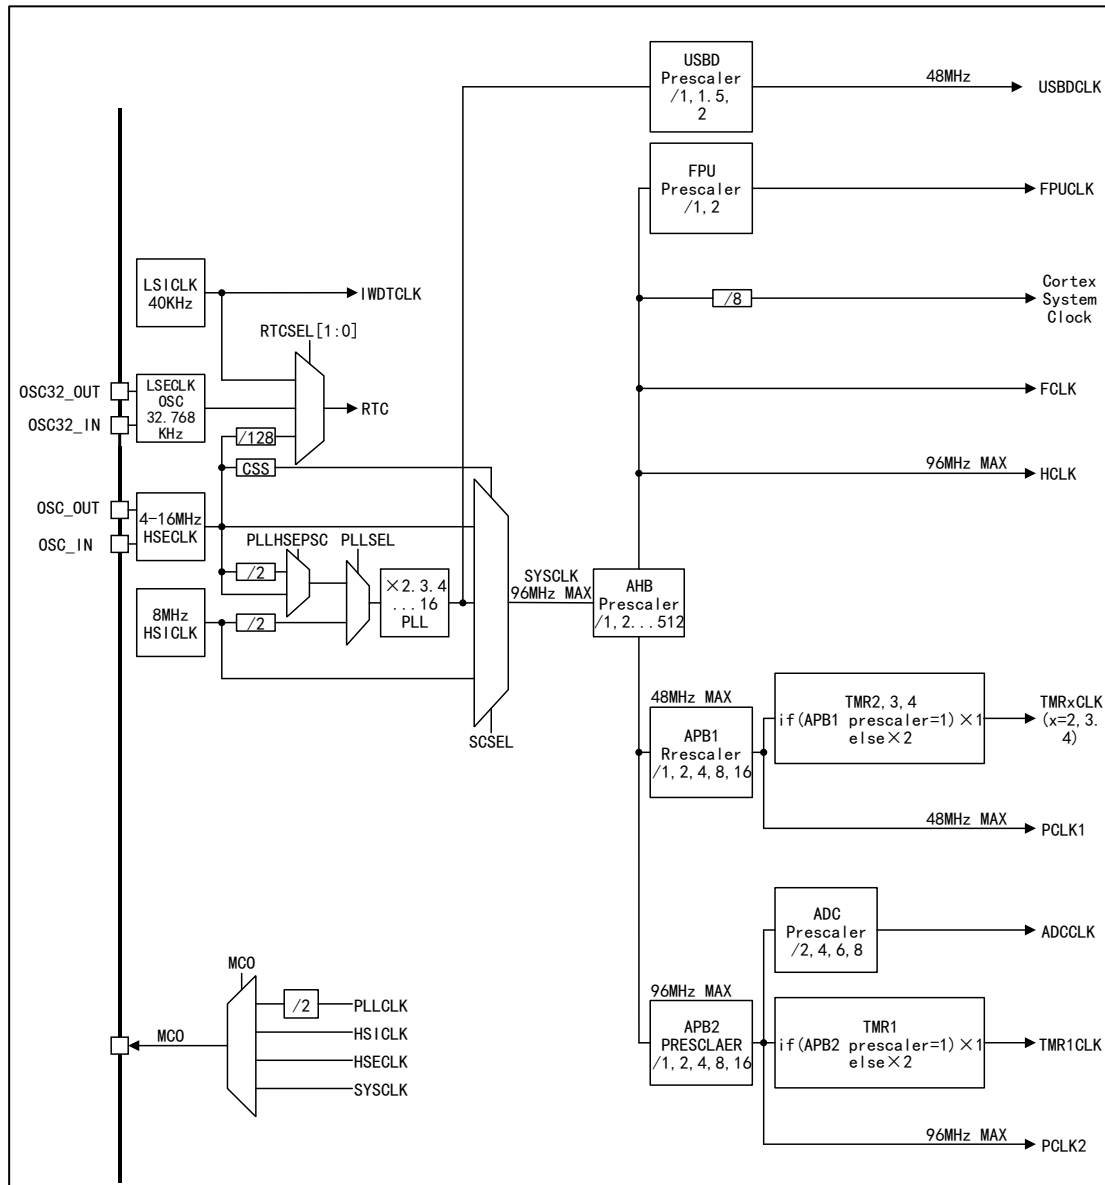 USBD
Prescaler
/1, 1.5,
2
48MHz
USBDCLK
FPU
Prescaler
/1, 2
FPUCLK
LSICLK
40KHz
IWDTCLK
/8
Cortex
System
Clock
RTCSEL[1:0]
OSC32_OUT
OSC32_IN
LSECLK
OSC
32.768
KHz
RTC
FCLK
/128
CSS
96MHz MAX
HCLK
OSC_OUT
OSC_IN
4-16MHz
HSECLK
PLLHSEPSC
PLLSEL
/2
×2.3.4
...16
PLL
SYSCLK
96MHz MAX
AHB
Prescaler
/1, 2...512
8MHz
HSICLK
/2
SCSEL
48MHz MAX
APB1
Rrescaler
/1, 2, 4, 8, 16
TMR2, 3, 4
if(APB1 prescaler=1)×1
else×2
TMRxCLK
(x=2, 3.
4)
48MHz MAX
PCLK1
ADC
Prescaler
/2, 4, 6, 8
ADCCLK
MCO
/2
PLLCLK
HSICLK
HSECLK
SYSCLK
MCO
96MHz MAX
APB2
PRESCLAER
/1, 2, 4, 8, 16
TMR1
if(APB2 prescaler=1)×1
else×2
TMR1CLK
96MHz MAX
PCLK2